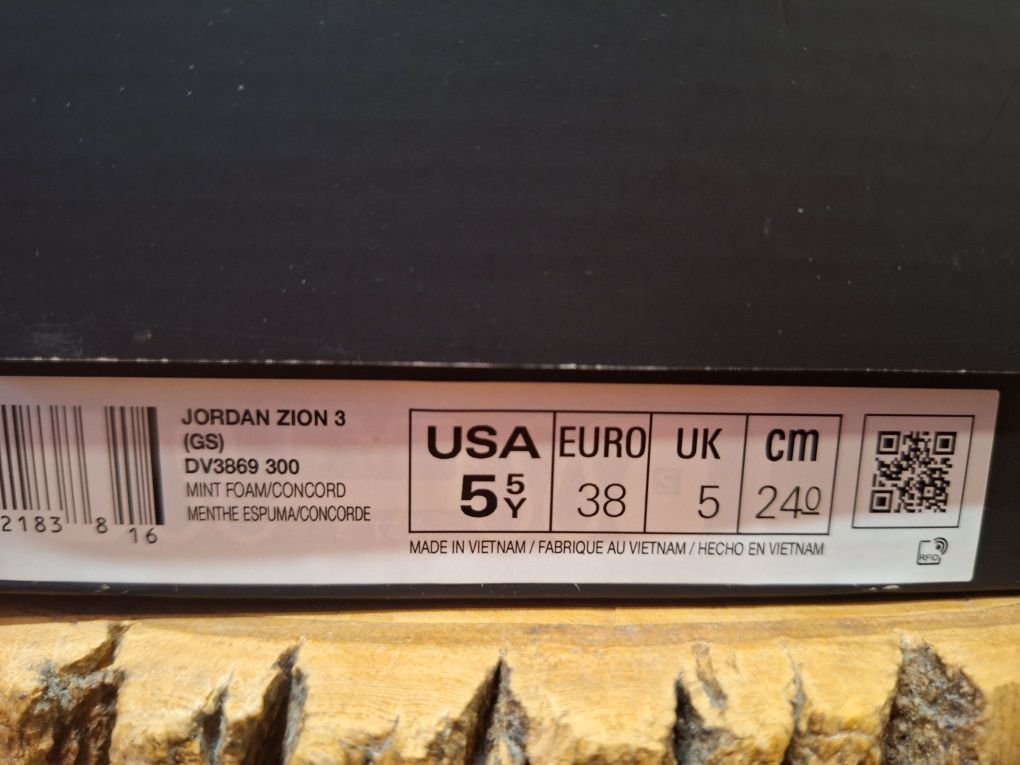 JORDAN ZION 3
(GS)
DV3869 300
MINT FOAM/CONCORD
MENTHE ESPUMA/CONCORDE
2183 8 16
USA EURO UK cm
5 5 Y 38 5 24 0
MADE IN VIETNAM / FABRIQUE AU VIETNAM / HECHO EN VIETNAM
RFID